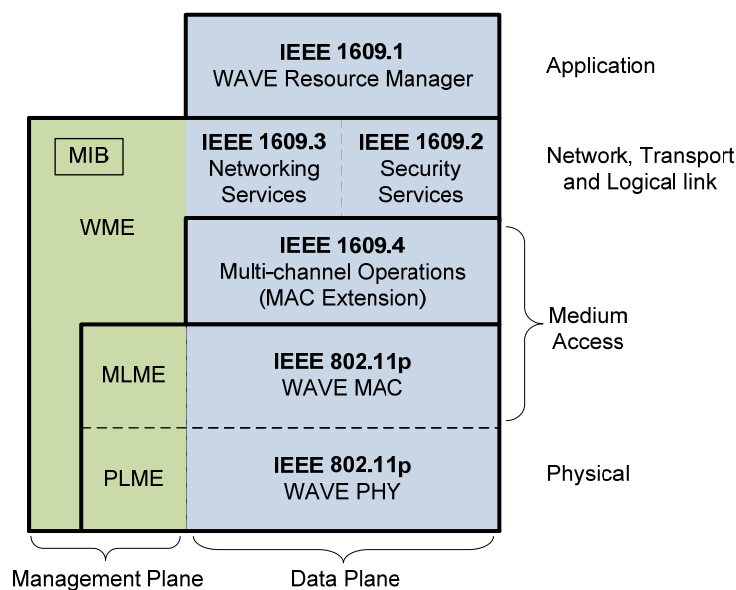 IEEE 1609.1
WAVE Resource Manager
Application
MIB
WME
IEEE 1609.3
Networking
Services
IEEE 1609.2
Security
Services
Network, Transport
and Logical link
IEEE 1609.4
Multi-channel Operations
(MAC Extension)
Medium
Access
MLME
IEEE 802.11p
WAVE MAC
PLME
IEEE 802.11p
WAVE PHY
Physical
Management Plane
Data Plane